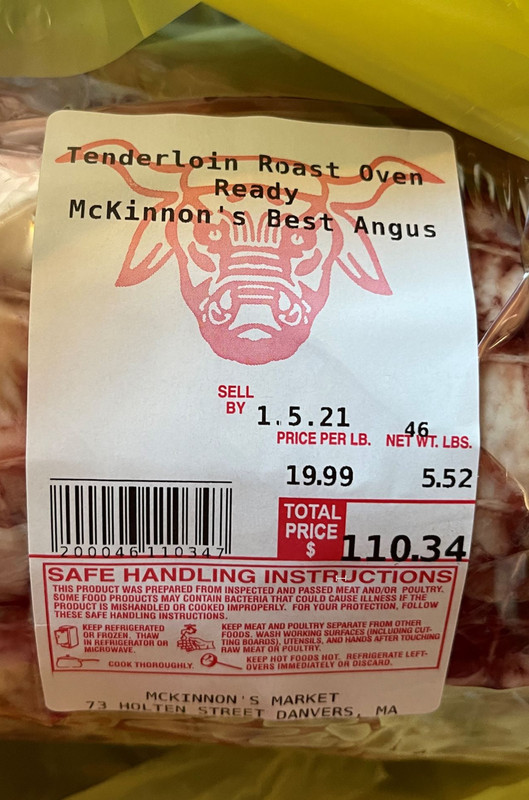 Tenderloin Roast Oven
Ready
McKinnon's Best Angus
SELL
BY 1.5.21
46
PRICE PER LB. NET WT. LBS.
19.99 5.52
TOTAL
PRICE
$ 110.34
200046 110347
SAFE HANDLING INSTRUCTIONS
THIS PRODUCT WAS PREPARED FROM INSPECTED AND PASSED MEAT AND/OR POULTRY.
SOME FOOD PRODUCTS MAY CONTAIN BACTERIA THAT COULD CAUSE ILLNESS IF THE
PRODUCT IS MISHANDLED OR COOKED IMPROPERLY. FOR YOUR PROTECTION, FOLLOW
THESE SAFE HANDLING INSTRUCTIONS.
KEEP REFRIGERATED
OR FROZEN. THAW
IN REFRIGERATOR OR
MICROWAVE.
KEEP MEAT AND POULTRY SEPARATE FROM OTHER
FOODS. WASH WORKING SURFACES (INCLUDING CUT-
TING BOARDS), UTENSILS, AND HANDS AFTER TOUCHING
RAW MEAT OR POULTRY.
COOK THOROUGHLY.
KEEP HOT FOODS HOT. REFRIGERATE LEFT-
OVERS IMMEDIATELY OR DISCARD.
MCKINNON'S MARKET
73 HOLTEN STREET DANVERS, MA